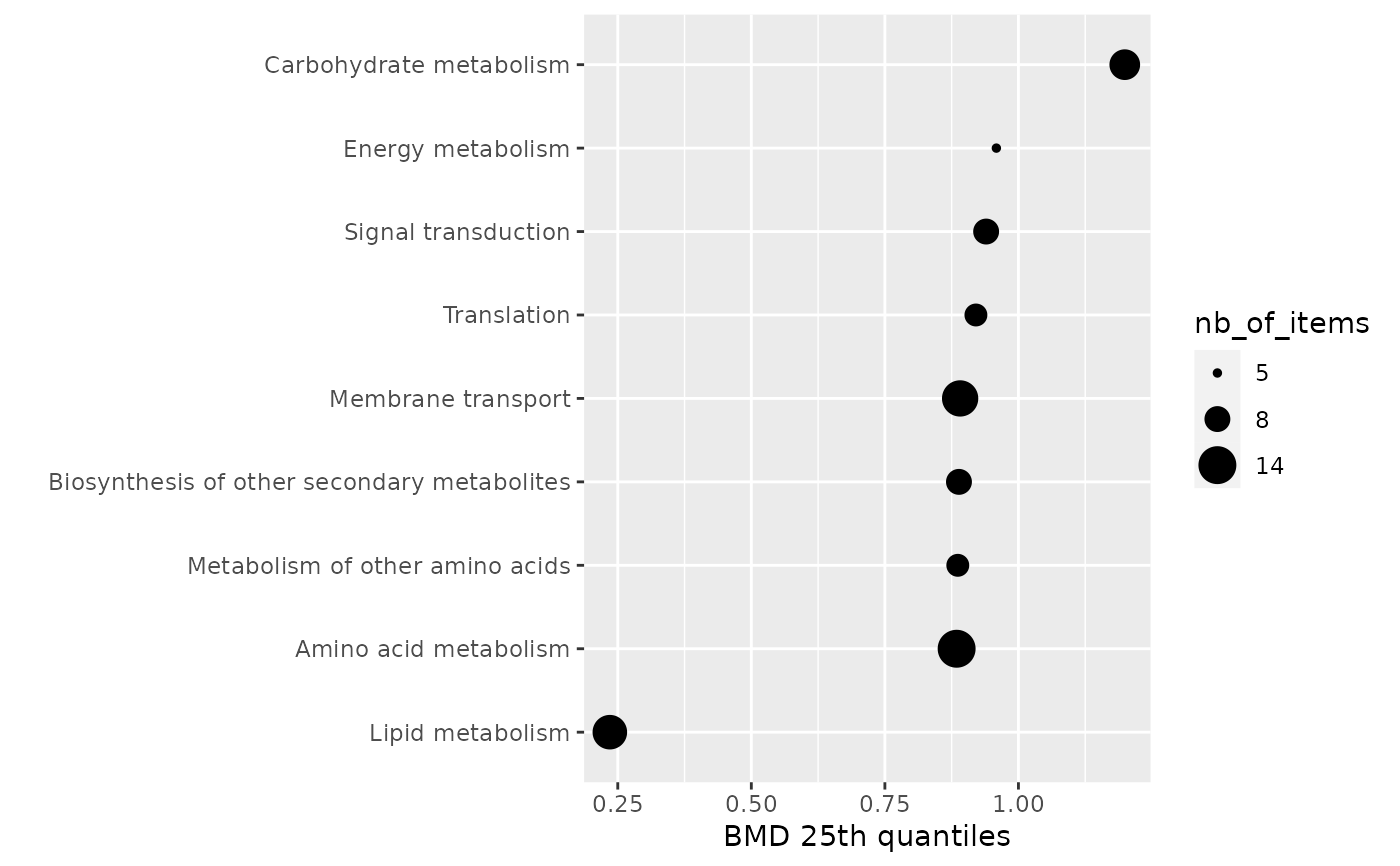 Carbohydrate metabolism
Energy metabolism
Signal transduction
Translation
Membrane transport
Biosynthesis of other secondary metabolites
Metabolism of other amino acids
Amino acid metabolism
Lipid metabolism
0.25 0.50 0.75 1.00
BMD 25th quantiles
nb_of_items
5
8
14